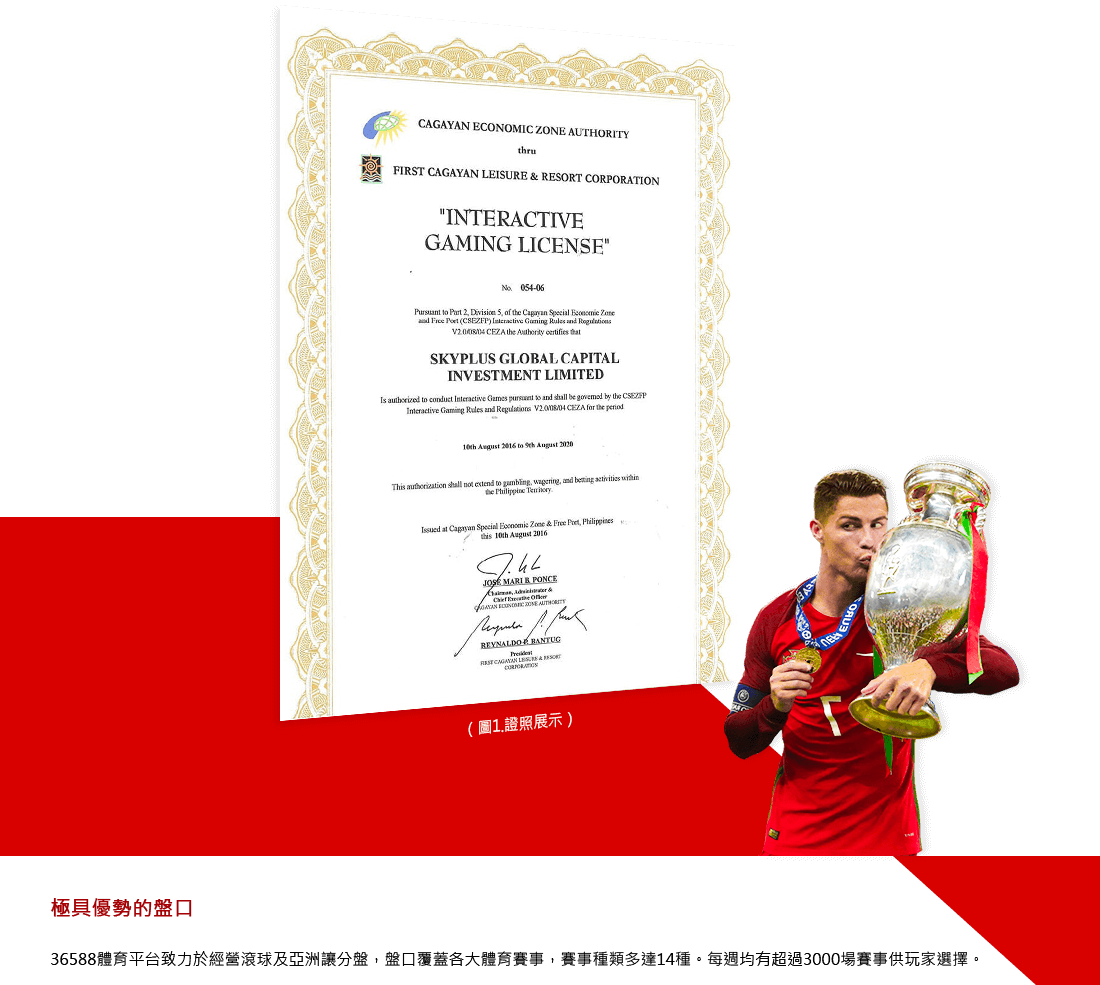 CAGAYAN ECONOMIC ZONE AUTHORITY
thru
FIRST CAGAYAN LEISURE & RESORT CORPORATION
"INTERACTIVE
GAMING LICENSE"
No. 054-06
Pursuant to Part 2, Division 5, of the Cagayan Special Economic Zone
and Free Port (CSEZFP) Interactive Gaming Rules and Regulations
V2.0/08/04 CEZA the Authority certifies that
SKYPLUS GLOBAL CAPITAL
INVESTMENT LIMITED
Is authorized to conduct Interactive Games pursuant to and shall be governed by the CSEZFP
Interactive Gaming Rules and Regulations V2.0/08/04 CEZA for the period
10th August 2016 to 9th August 2020
This authorization shall not extend to gambling, wagering, and betting activities within
the Philippine Territory.
Issued at Cagayan Special Economic Zone & Free Port, Philippines
this 10th August 2016
JOSE MARI B. PONCE
Chairman, Administrator &
Chief Executive Officer
CAGAYAN ECONOMIC ZONE AUTHORITY
REYNALDO P. BANTUG
President
FIRST CAGAYAN LEISURE & RESORT
CORPORATION
(圖1.證照展示)
UEFA EURO
7
極具優勢的盤口
36588體育平台致力於經營滾球及亞洲讓分盤,盤口覆蓋各大體育賽事,賽事種類多達14種。每週均有超過3000場賽事供玩家選擇。